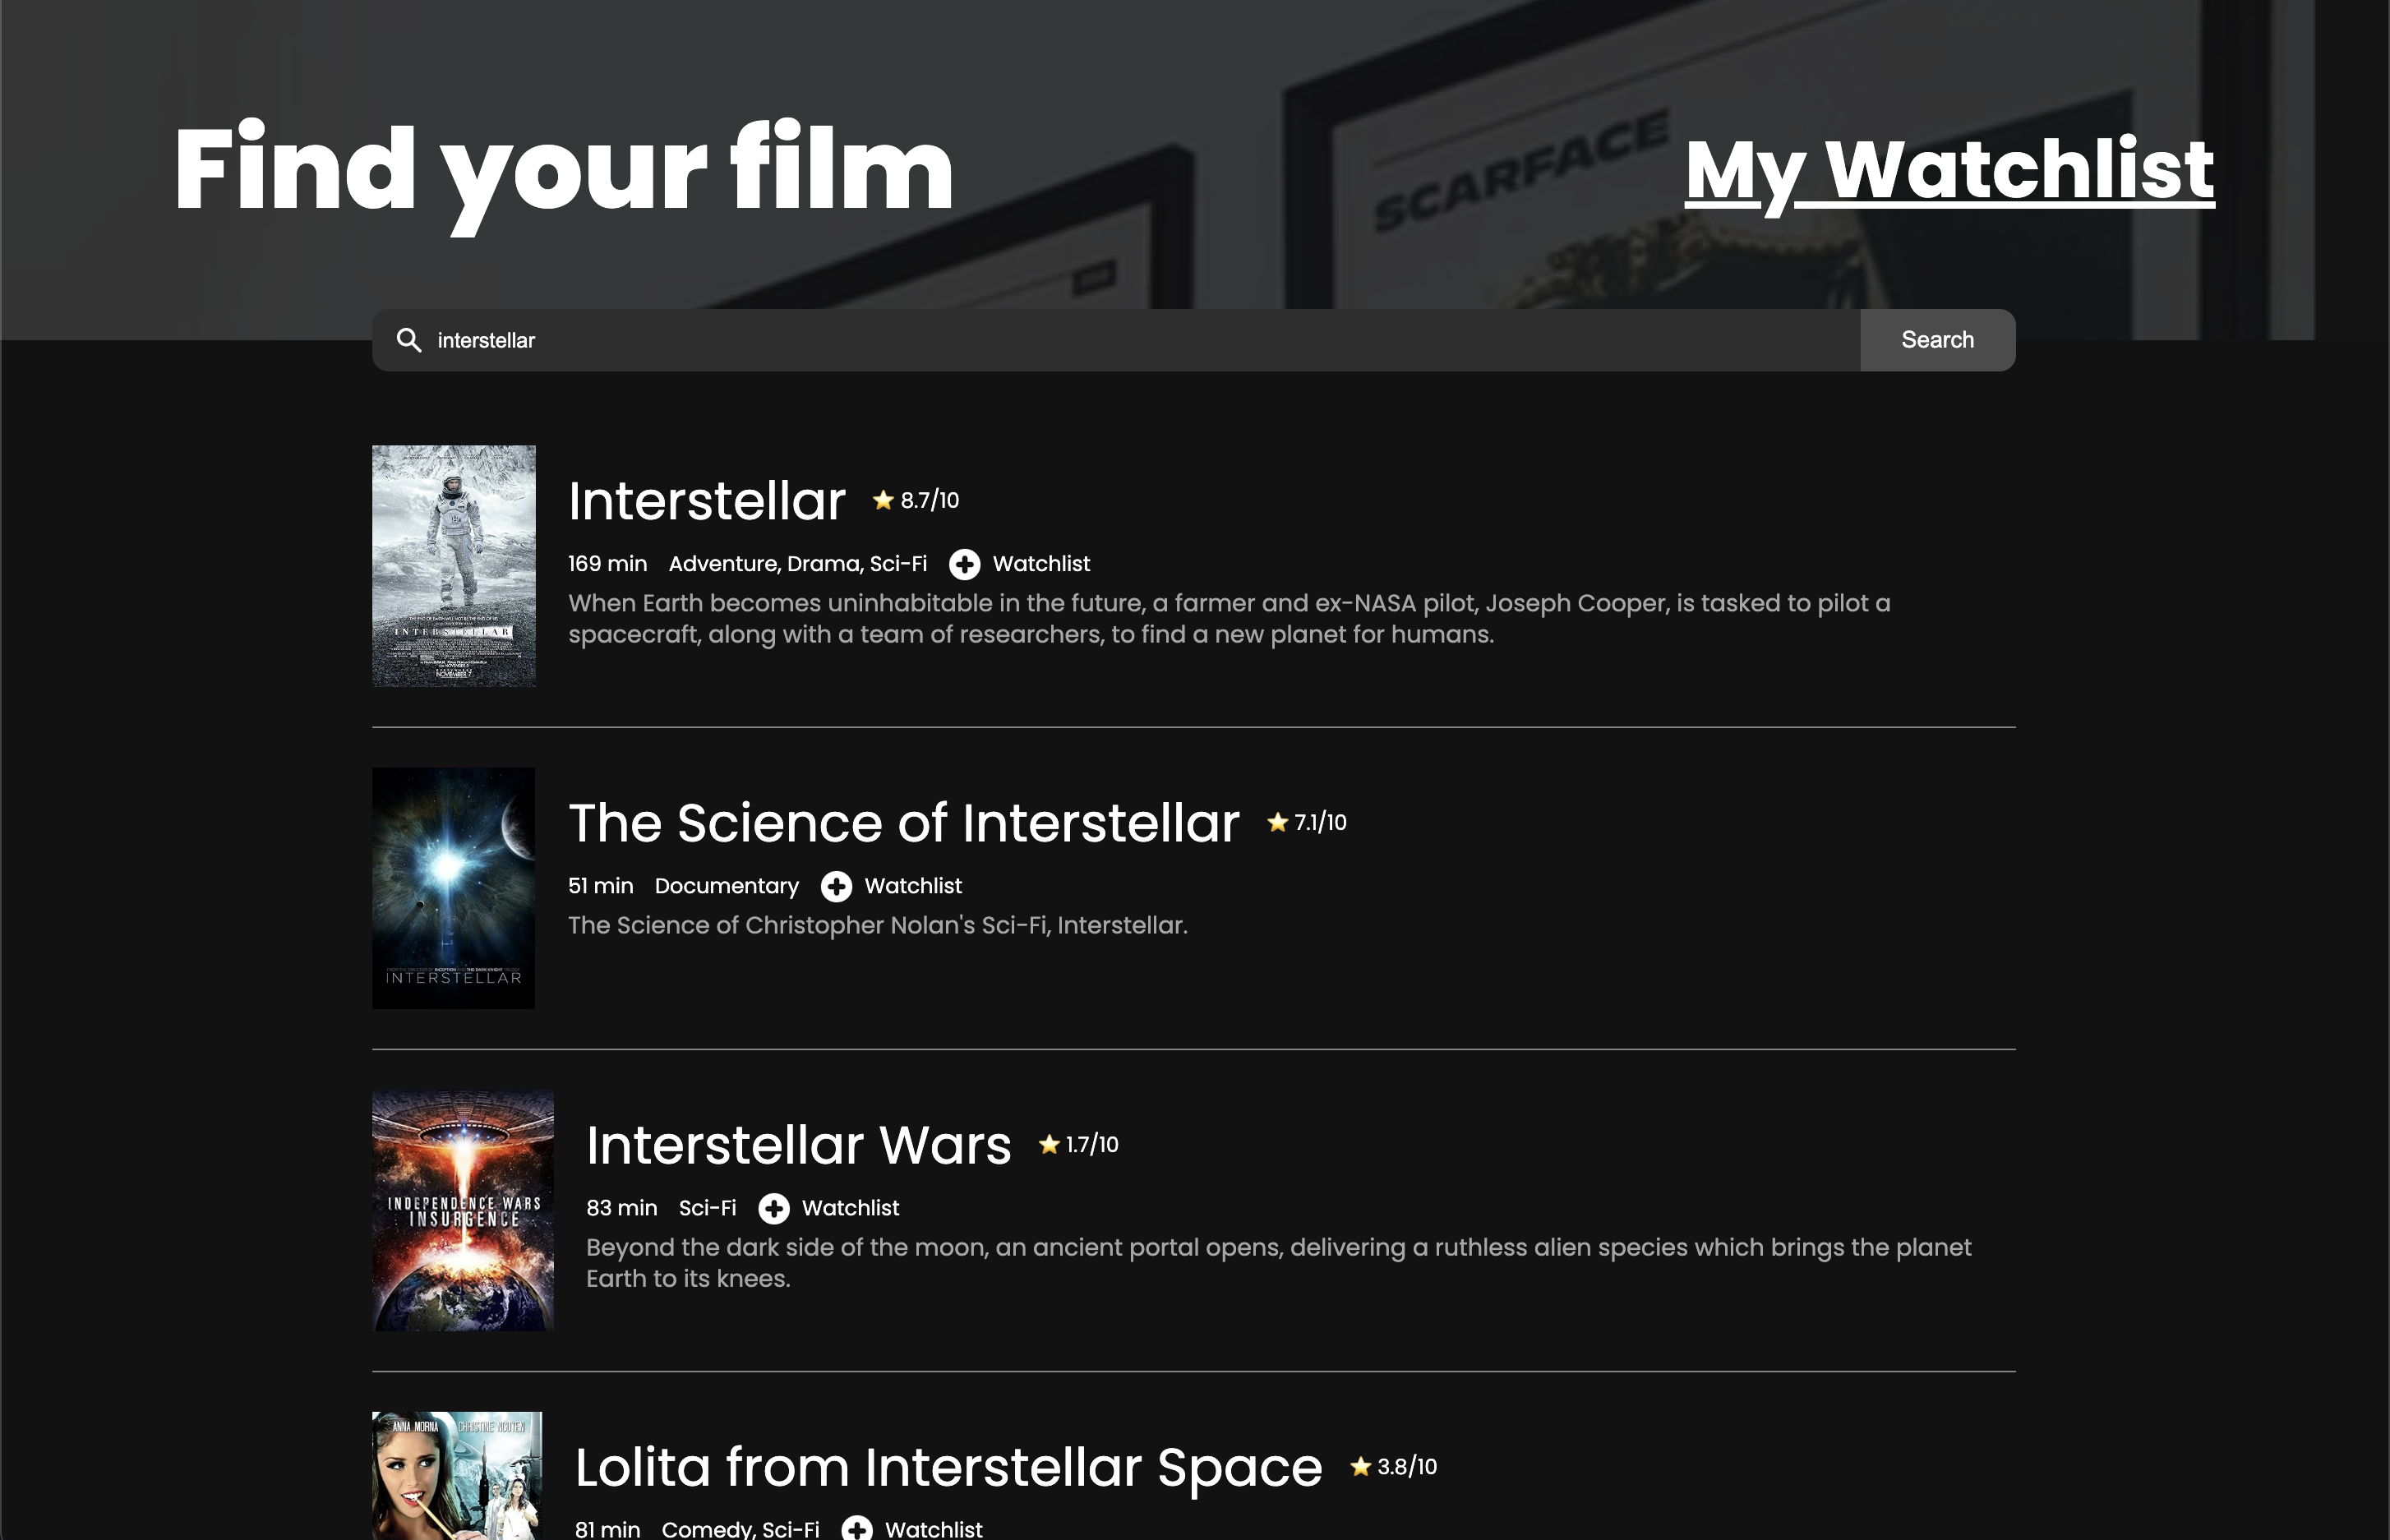 Find your film
My Watchlist
SCARFACE
interstellar
Search
Interstellar
8.7/10
169 min Adventure, Drama, Sci-Fi Watchlist
When Earth becomes uninhabitable in the future, a farmer and ex-NASA pilot, Joseph Cooper, is tasked to pilot a
spacecraft, along with a team of researchers, to find a new planet for humans.
INTERSTELLAR
NOVEMBER 7
The Science of Interstellar
7.1/10
51 min Documentary Watchlist
The Science of Christopher Nolan's Sci-Fi, Interstellar.
INTERSTELLAR
Interstellar Wars
1.7/10
83 min Sci-Fi Watchlist
Beyond the dark side of the moon, an ancient portal opens, delivering a ruthless alien species which brings the planet
Earth to its knees.
INDEPENDENCE WARS
INSURGENCE
ANNA MORNA CHRISTINE NGUYEN
Lolita from Interstellar Space
3.8/10
81 min Comedy, Sci-Fi Watchlist